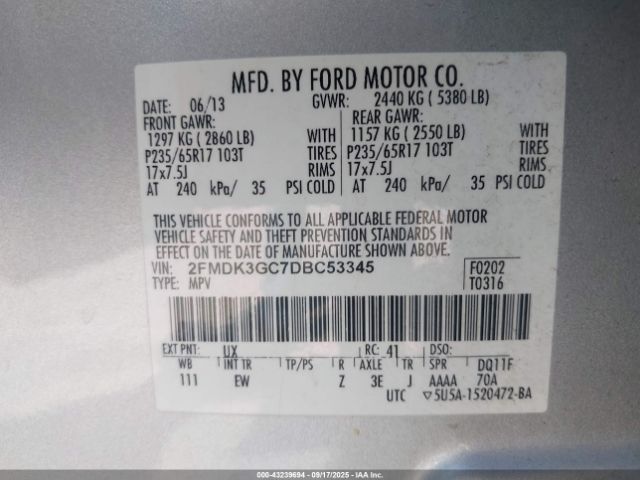 MFD. BY FORD MOTOR CO.
DATE: 06/13 GVWR: 2440 KG ( 5380 LB)
FRONT GAWR: REAR GAWR:
1297 KG ( 2860 LB) WITH 1157 KG ( 2550 LB) WITH
P235/65R17 103T TIRES P235/65R17 103T TIRES
17x7.5J RIMS 17x7.5J RIMS
AT 240 kPa/ 35 PSI COLD AT 240 kPa/ 35 PSI COLD
THIS VEHICLE CONFORMS TO ALL APPLICABLE FEDERAL MOTOR
VEHICLE SAFETY AND THEFT PREVENTION STANDARDS IN
EFFECT ON THE DATE OF MANUFACTURE SHOWN ABOVE.
VIN: 2FMDK3GC7DBC53345 F0202
TYPE: MPV T0316
EXT PNT: UX RC: 41 DSO:
WB INT TR TP/PS R AXLE TR SPR DQ11F
111 EW Z 3E J AAAA 70A
UTC ▽5U5A-1520472-BA
000-43239694 | 09/17/2025 | IAAI.COM